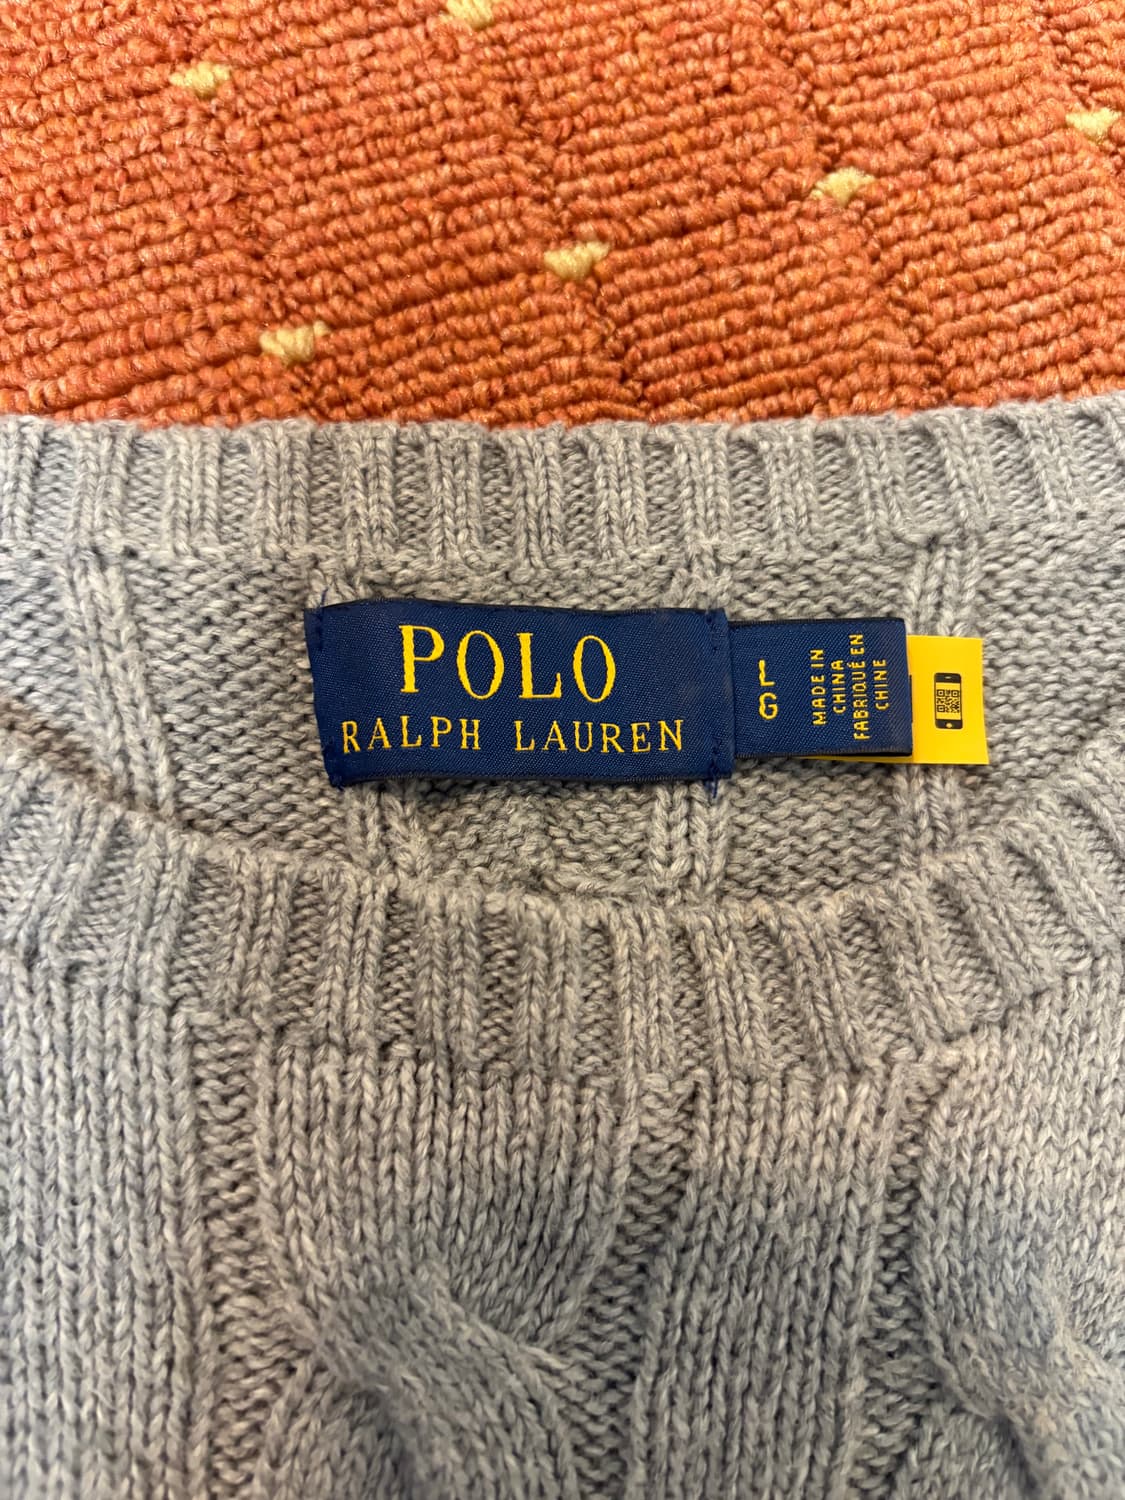 POLO
RALPH LAUREN
LG
MADE IN
CHINA
FABRIQUÉ EN
CHINE